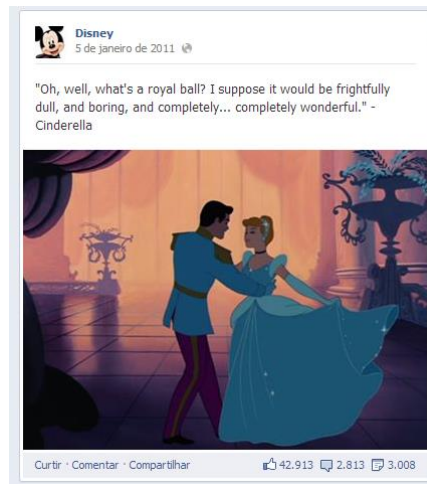 Disney
5 de janeiro de 2011
"Oh, well, what's a royal ball? I suppose it would be frightfully
dull, and boring, and completely... completely wonderful." -
Cinderella
Curtir · Comentar · Compartilhar 42.913 2.813 3.008